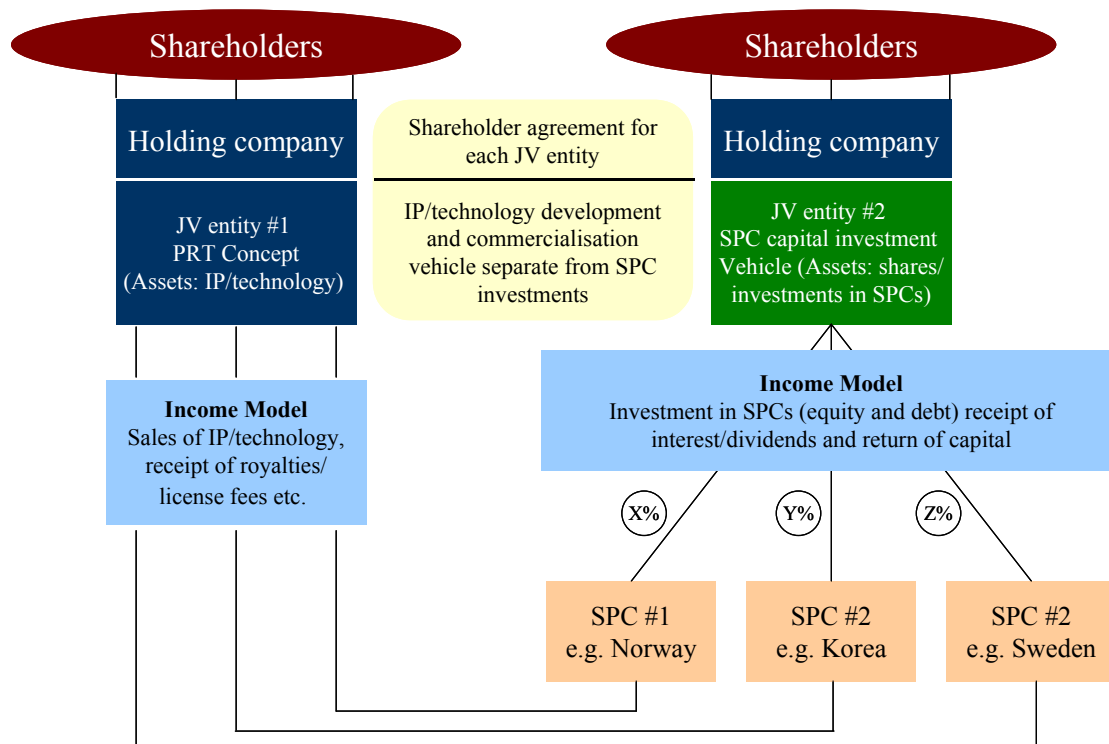 Shareholders
Holding company
JV entity #1
PRT Concept
(Assets: IP/technology)
Income Model
Sales of IP/technology,
receipt of royalties/
license fees etc.
Shareholder agreement for
each JV entity
IP/technology development
and commercialisation
vehicle separate from SPC
investments
Shareholders
Holding company
JV entity #2
SPC capital investment
Vehicle (Assets: shares/
investments in SPCs)
Income Model
Investment in SPCs (equity and debt) receipt of
interest/dividends and return of capital
X%
Y%
Z%
SPC #1
e.g. Norway
SPC #2
e.g. Korea
SPC #2
e.g. Sweden